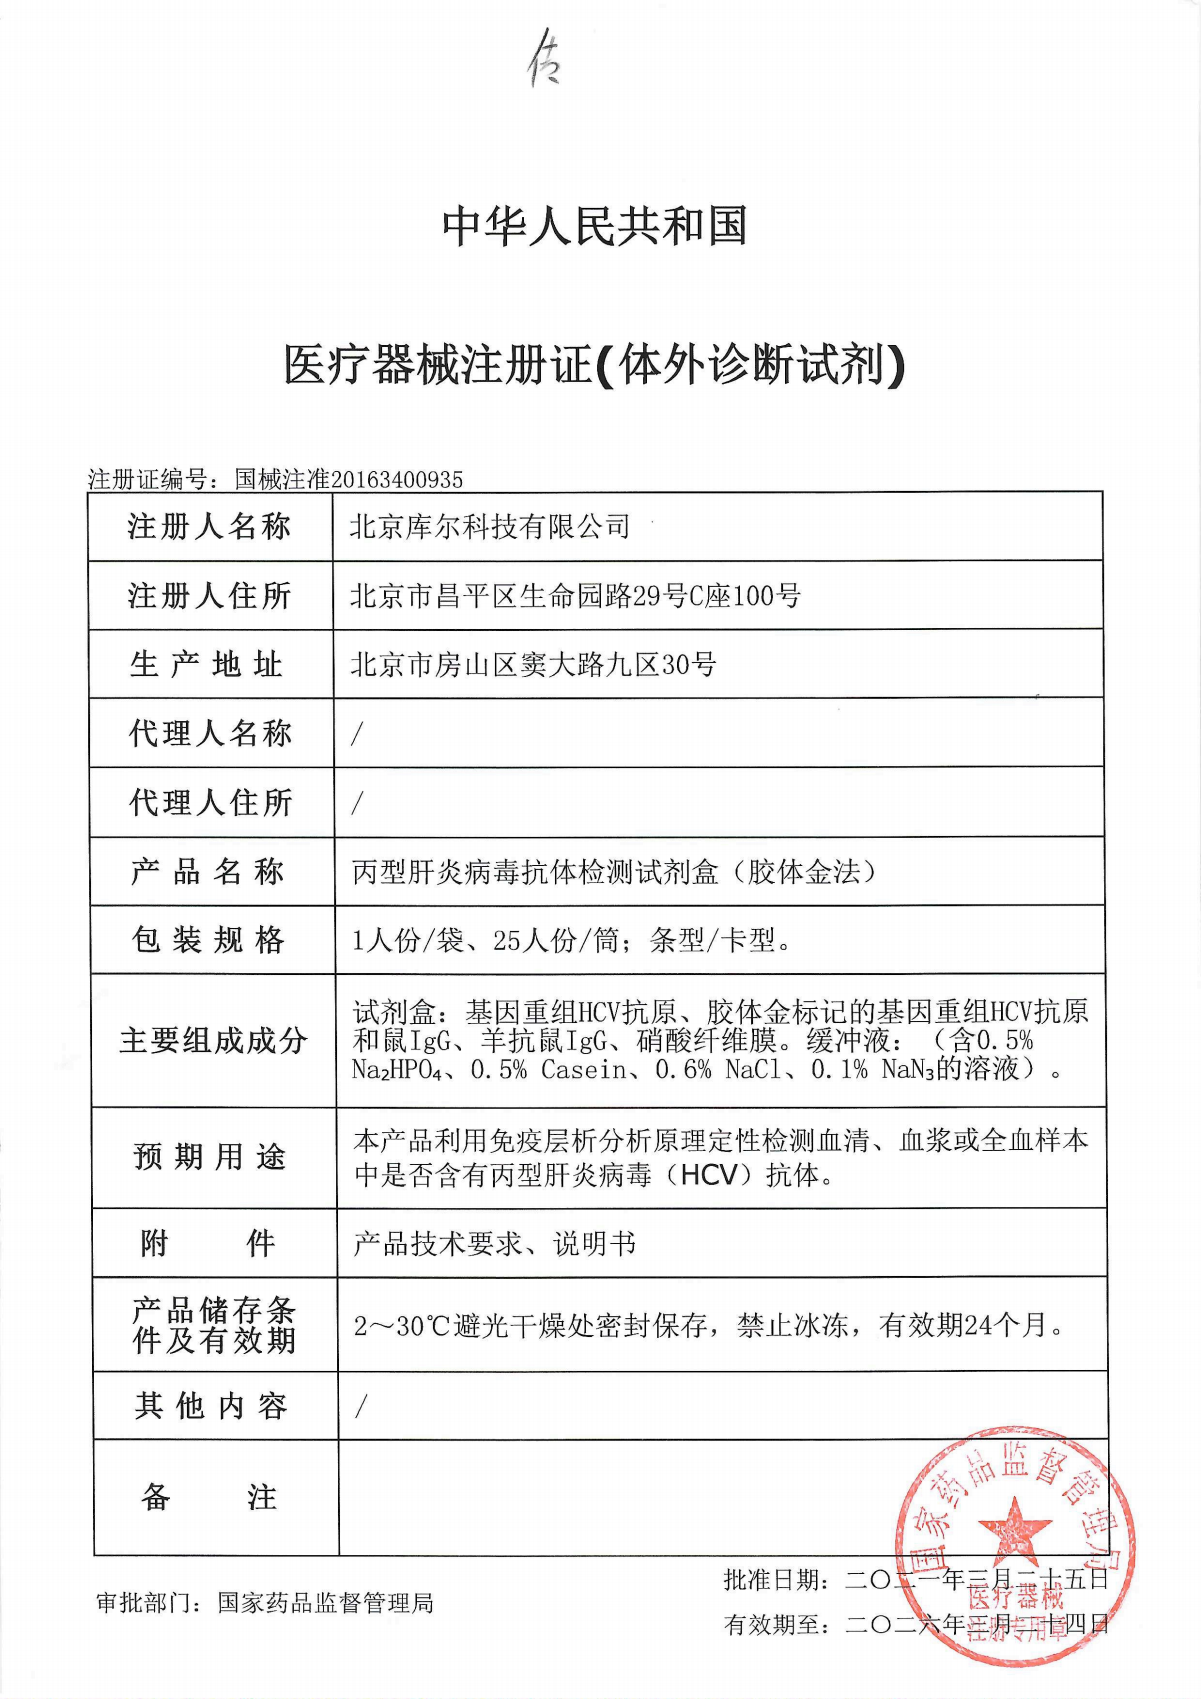 中华人民共和国
医疗器械注册证(体外诊断试剂)
注册证编号：国械注准20163400935
注册人名称 北京库尔科技有限公司
注册人住所 北京市昌平区生命园路29号C座100号
生产地址 北京市房山区窦大路九区30号
代理人名称 /
代理人住所 /
产品名称 丙型肝炎病毒抗体检测试剂盒（胶体金法）
包装规格 1人份/袋、25人份/筒；条型/卡型。
主要组成成分 试剂盒：基因重组HCV抗原、胶体金标记的基因重组HCV抗原
和鼠IgG、羊抗鼠IgG、硝酸纤维膜。缓冲液：（含0.5%
Na₂HPO₄、0.5% Casein、0.6% NaCl、0.1% NaN₃的溶液）。
预期用途 本产品利用免疫层析分析原理定性检测血清、血浆或全血样本
中是否含有丙型肝炎病毒（HCV）抗体。
附件 产品技术要求、说明书
产品储存条
件及有效期 2～30℃避光干燥处密封保存，禁止冰冻，有效期24个月。
其他内容 /
备注
国家药品监督管理局
医疗器械
注册专用章
审批部门：国家药品监督管理局
批准日期：二〇二一年三月二十五日
有效期至：二〇二六年三月二十四日